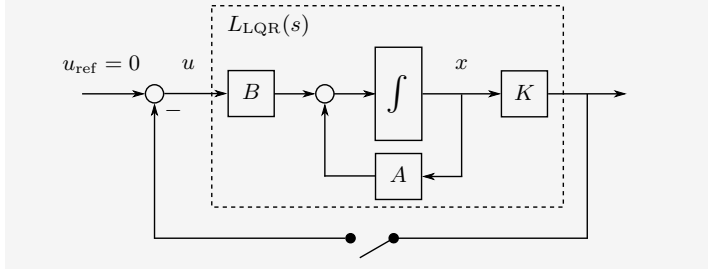 L_LQR(s)
u_ref = 0
u
x
B
∫
K
−
A